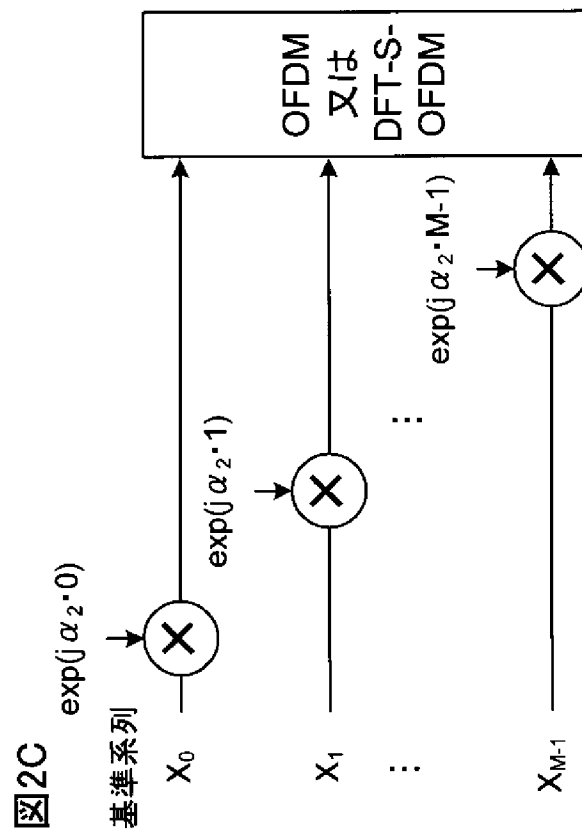 図2C
基準系列
exp(jα₂・0)
X₀
exp(jα₂・1)
X₁
⋮
⋮
exp(jα₂・M-1)
X_{M-1}
OFDM
又は
DFT-S-
OFDM